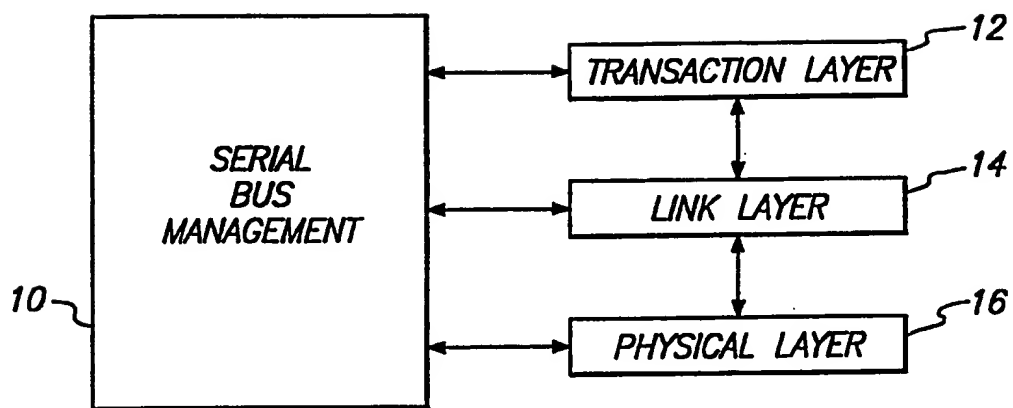 12
TRANSACTION LAYER
SERIAL
BUS
MANAGEMENT
14
LINK LAYER
10
16
PHYSICAL LAYER